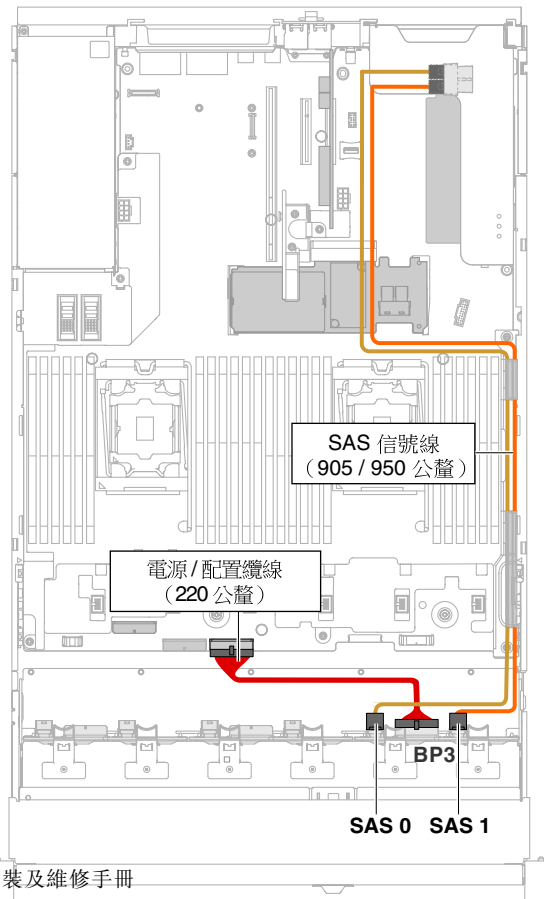 SAS 信號線
（905 / 950 公釐）
電源 / 配置纜線
（220 公釐）
BP3
SAS 0
SAS 1
裝及維修手冊